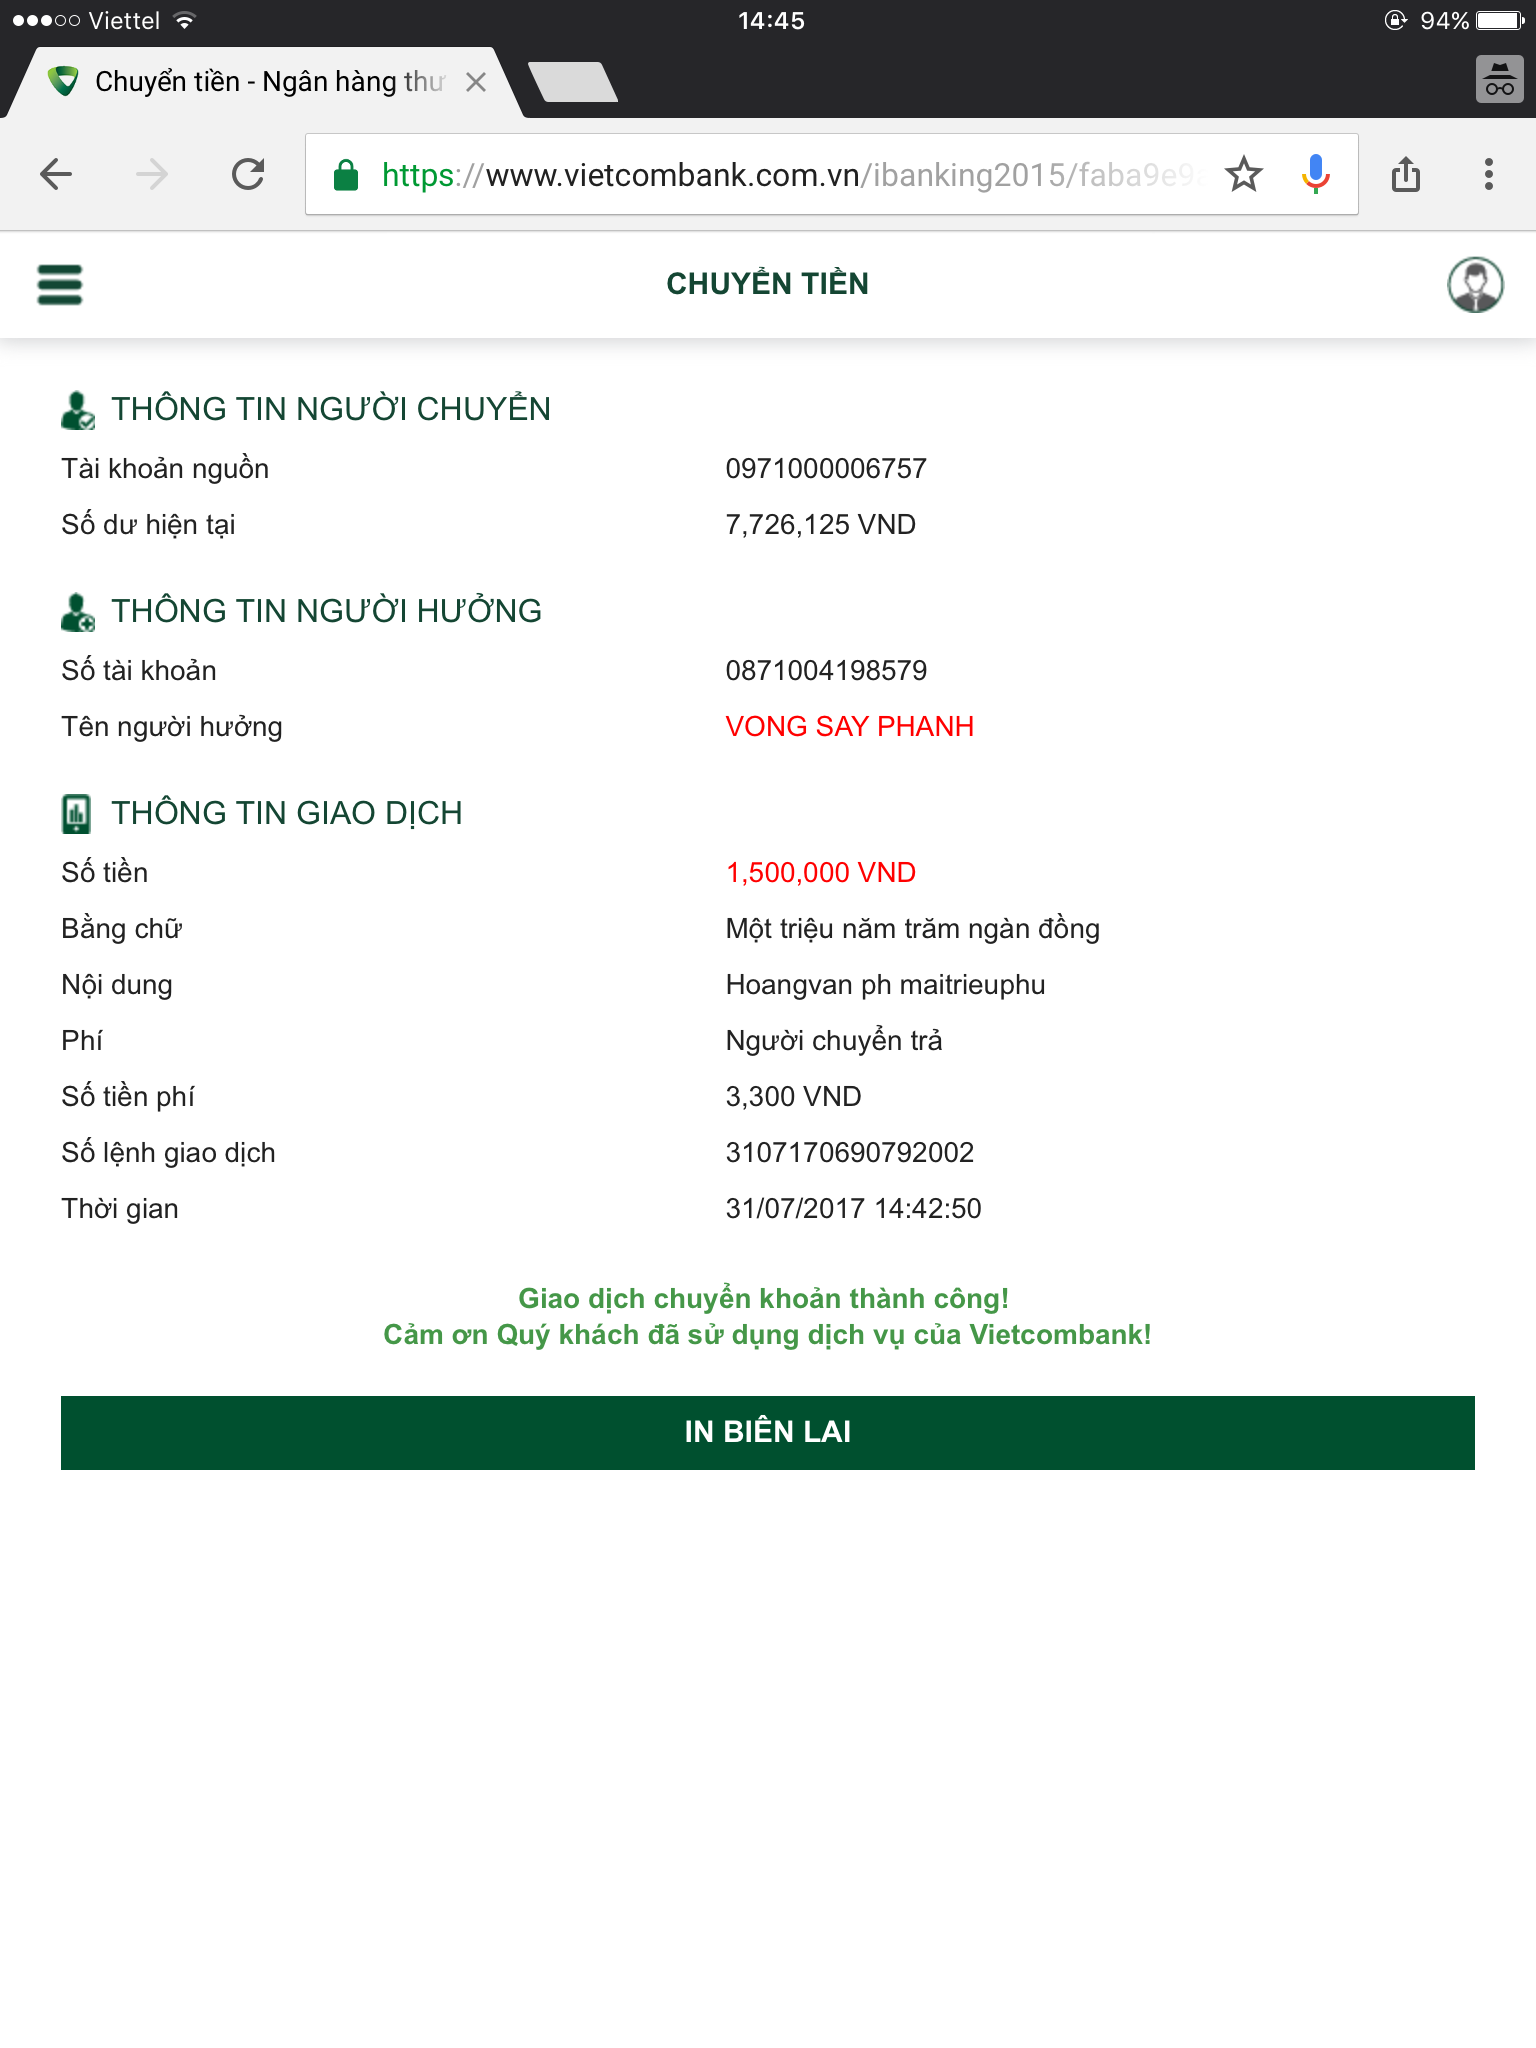 Viettel 14:45 94%
Chuyển tiền - Ngân hàng thư
https://www.vietcombank.com.vn/ibanking2015/faba9e9a
CHUYỂN TIỀN
THÔNG TIN NGƯỜI CHUYỂN
Tài khoản nguồn 0971000006757
Số dư hiện tại 7,726,125 VND
THÔNG TIN NGƯỜI HƯỞNG
Số tài khoản 0871004198579
Tên người hưởng VONG SAY PHANH
THÔNG TIN GIAO DỊCH
Số tiền 1,500,000 VND
Bằng chữ Một triệu năm trăm ngàn đồng
Nội dung Hoangvan ph maitrieuphu
Phí Người chuyển trả
Số tiền phí 3,300 VND
Số lệnh giao dịch 3107170690792002
Thời gian 31/07/2017 14:42:50
Giao dịch chuyển khoản thành công!
Cảm ơn Quý khách đã sử dụng dịch vụ của Vietcombank!
IN BIÊN LAI